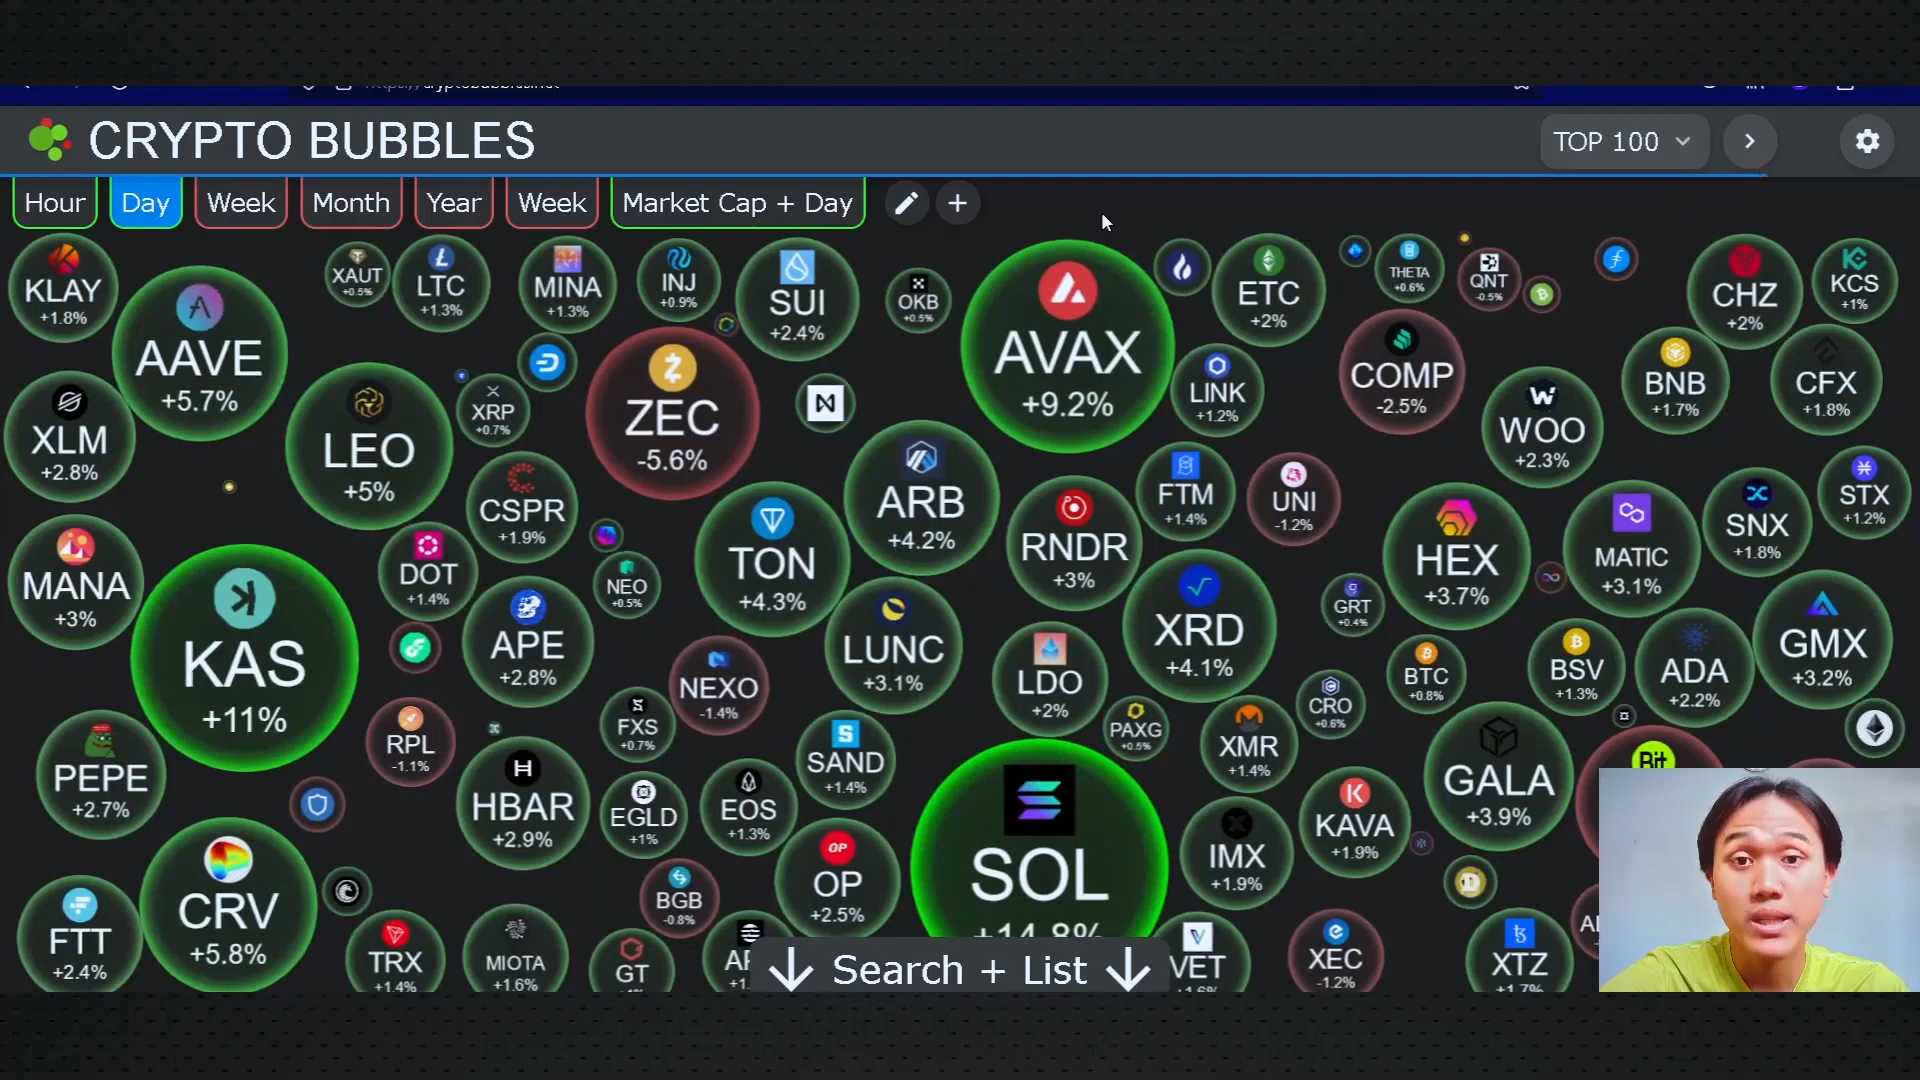 CRYPTO BUBBLES
TOP 100
Hour
Day
Week
Month
Year
Week
Market Cap + Day
KLAY
+1.8%
AAVE
+5.7%
XAUT
+0.5%
LTC
+1.3%
MINA
+1.3%
INJ
+0.9%
SUI
+2.4%
OKB
+0.5%
AVAX
+9.2%
ETC
+2%
THETA
+0.6%
QNT
-0.5%
CHZ
+2%
KCS
+1%
XLM
+2.8%
LEO
+5%
XRP
+0.7%
ZEC
-5.6%
LINK
+1.2%
COMP
-2.5%
WOO
+2.3%
BNB
+1.7%
CFX
+1.8%
CSPR
+1.9%
ARB
+4.2%
FTM
+1.4%
UNI
-1.2%
STX
+1.2%
MANA
+3%
DOT
+1.4%
NEO
+0.5%
TON
+4.3%
RNDR
+3%
HEX
+3.7%
MATIC
+3.1%
SNX
+1.8%
KAS
+11%
APE
+2.8%
NEXO
-1.4%
LUNC
+3.1%
LDO
+2%
XRD
+4.1%
GRT
+0.4%
BTC
+0.8%
BSV
+1.3%
ADA
+2.2%
GMX
+3.2%
PEPE
+2.7%
RPL
-1.1%
FXS
+0.7%
SAND
+1.4%
PAXG
+0.5%
XMR
+1.4%
CRO
+0.6%
HBAR
+2.9%
EGLD
+1%
EOS
+1.3%
GALA
+3.9%
Bit
CRV
+5.8%
BGB
-0.8%
OP
OP
+2.5%
SOL
+14.8%
IMX
+1.9%
KAVA
+1.9%
FTT
+2.4%
TRX
+1.4%
MIOTA
+1.6%
GT
VET
XEC
-1.2%
XTZ
+1.7%
Search + List